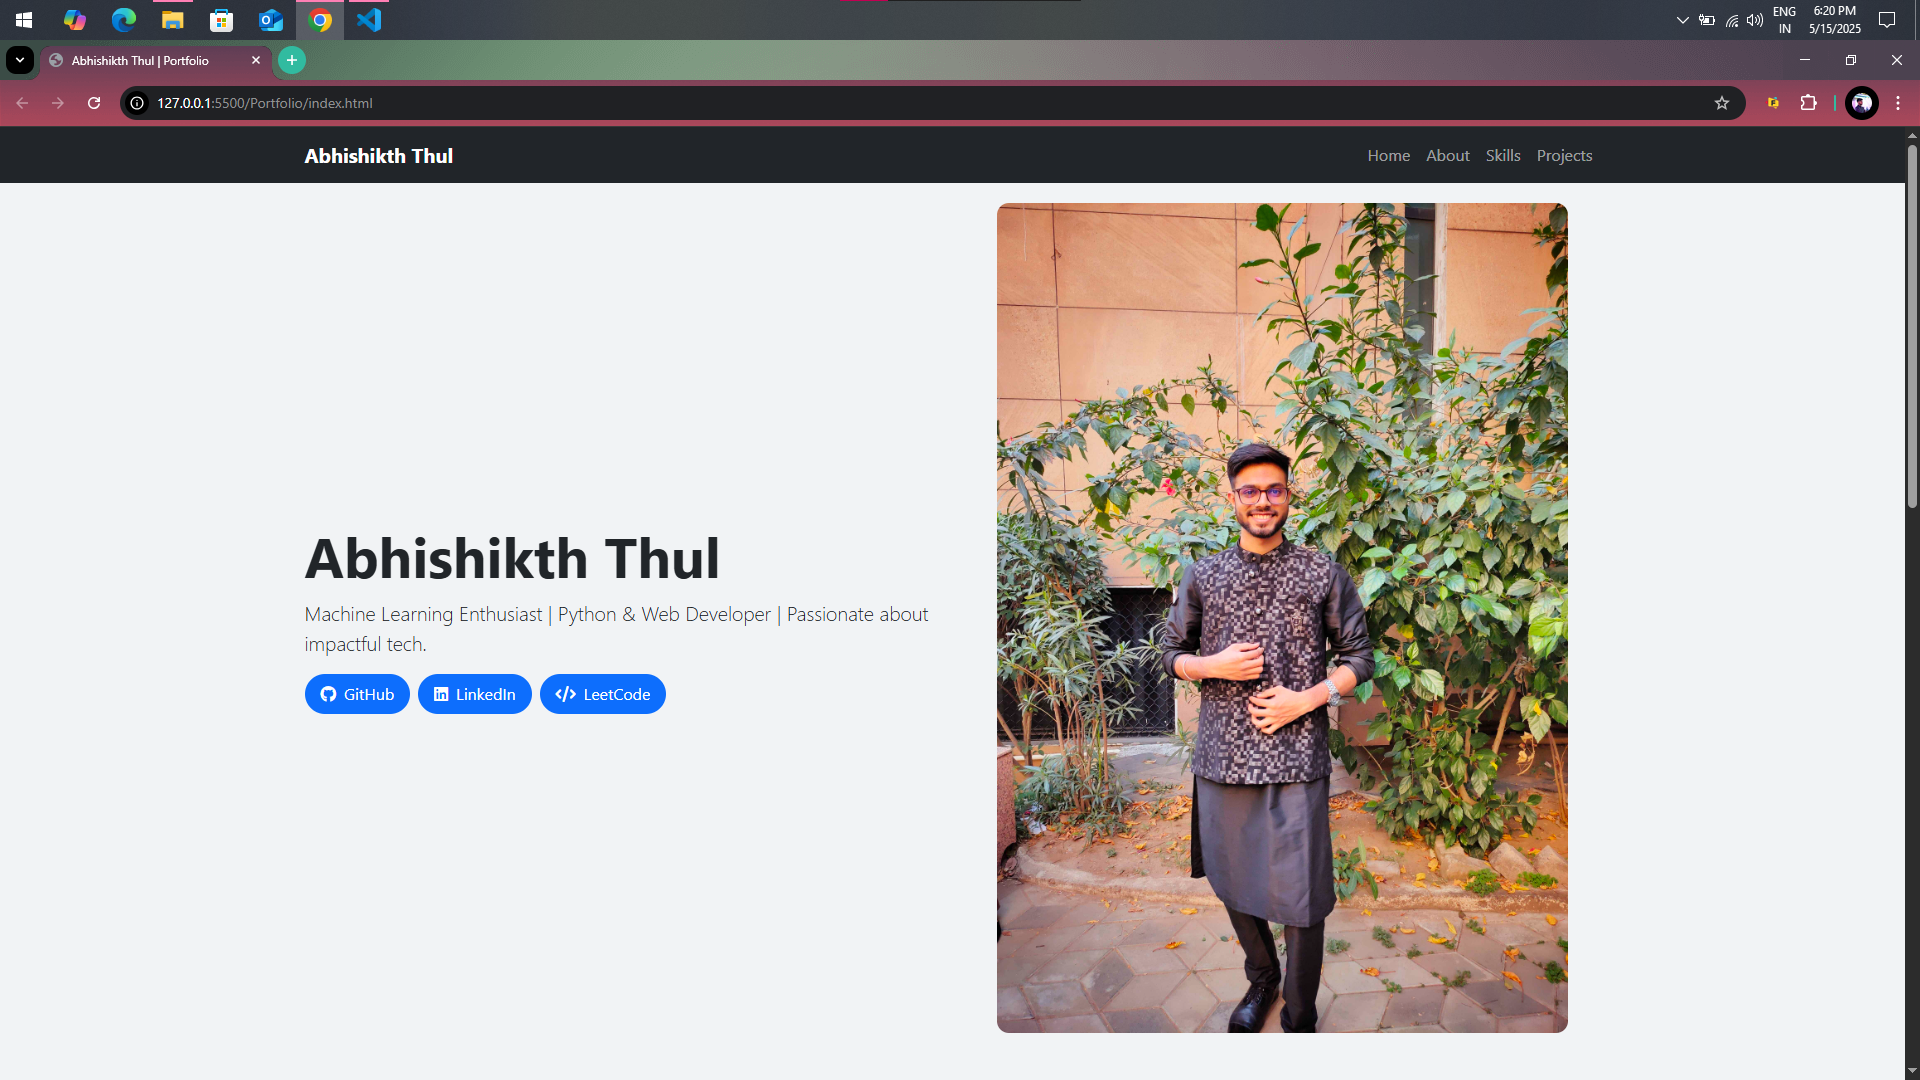 ENG
6:20 PM
IN
5/15/2025
Abhishikth Thul | Portfolio
127.0.0.1:5500/Portfolio/index.html
Abhishikth Thul
Home About Skills Projects
Abhishikth Thul
Machine Learning Enthusiast | Python & Web Developer | Passionate about
impactful tech.
GitHub LinkedIn LeetCode